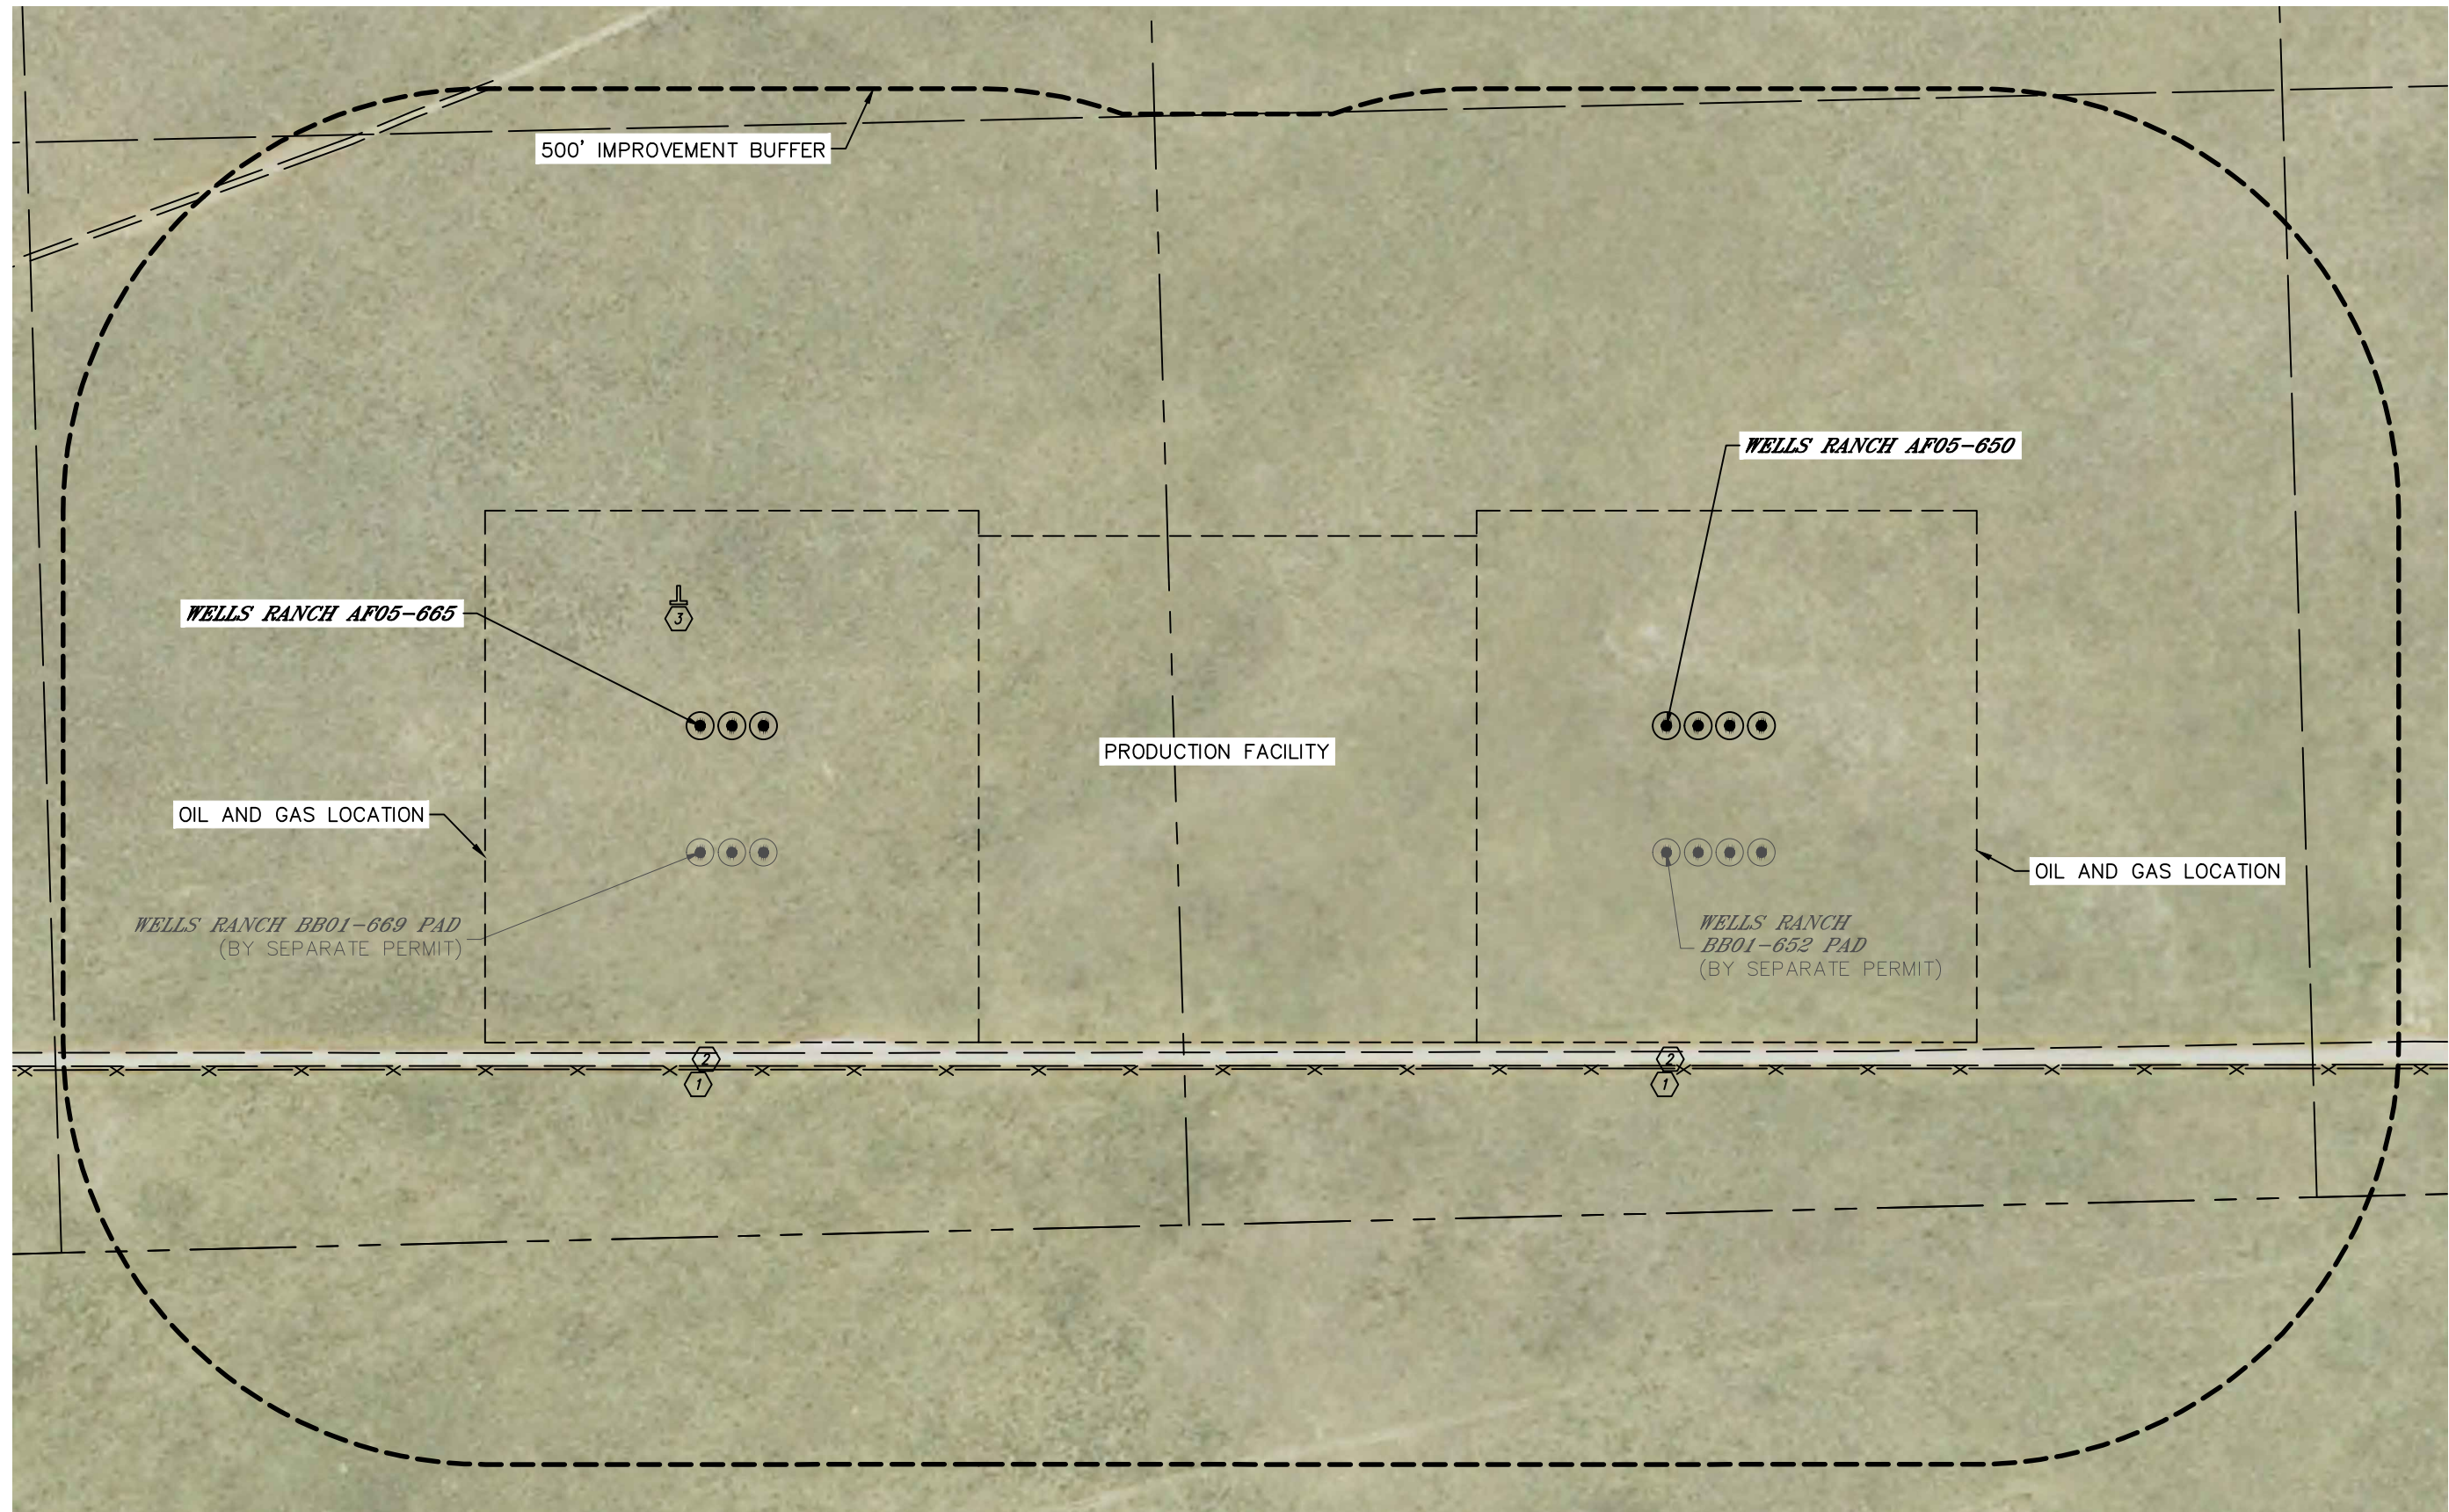 500' IMPROVEMENT BUFFER
WELLS RANCH AF05-650
WELLS RANCH AF05-665
3
PRODUCTION FACILITY
OIL AND GAS LOCATION
OIL AND GAS LOCATION
WELLS RANCH BB01-669 PAD
(BY SEPARATE PERMIT)
WELLS RANCH
BB01-652 PAD
(BY SEPARATE PERMIT)
2
2
1
1